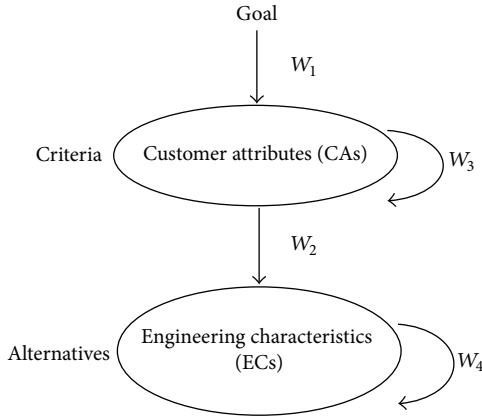 Goal
W1
Criteria
Customer attributes (CAs)
W3
W2
Alternatives
Engineering characteristics
(ECs)
W4